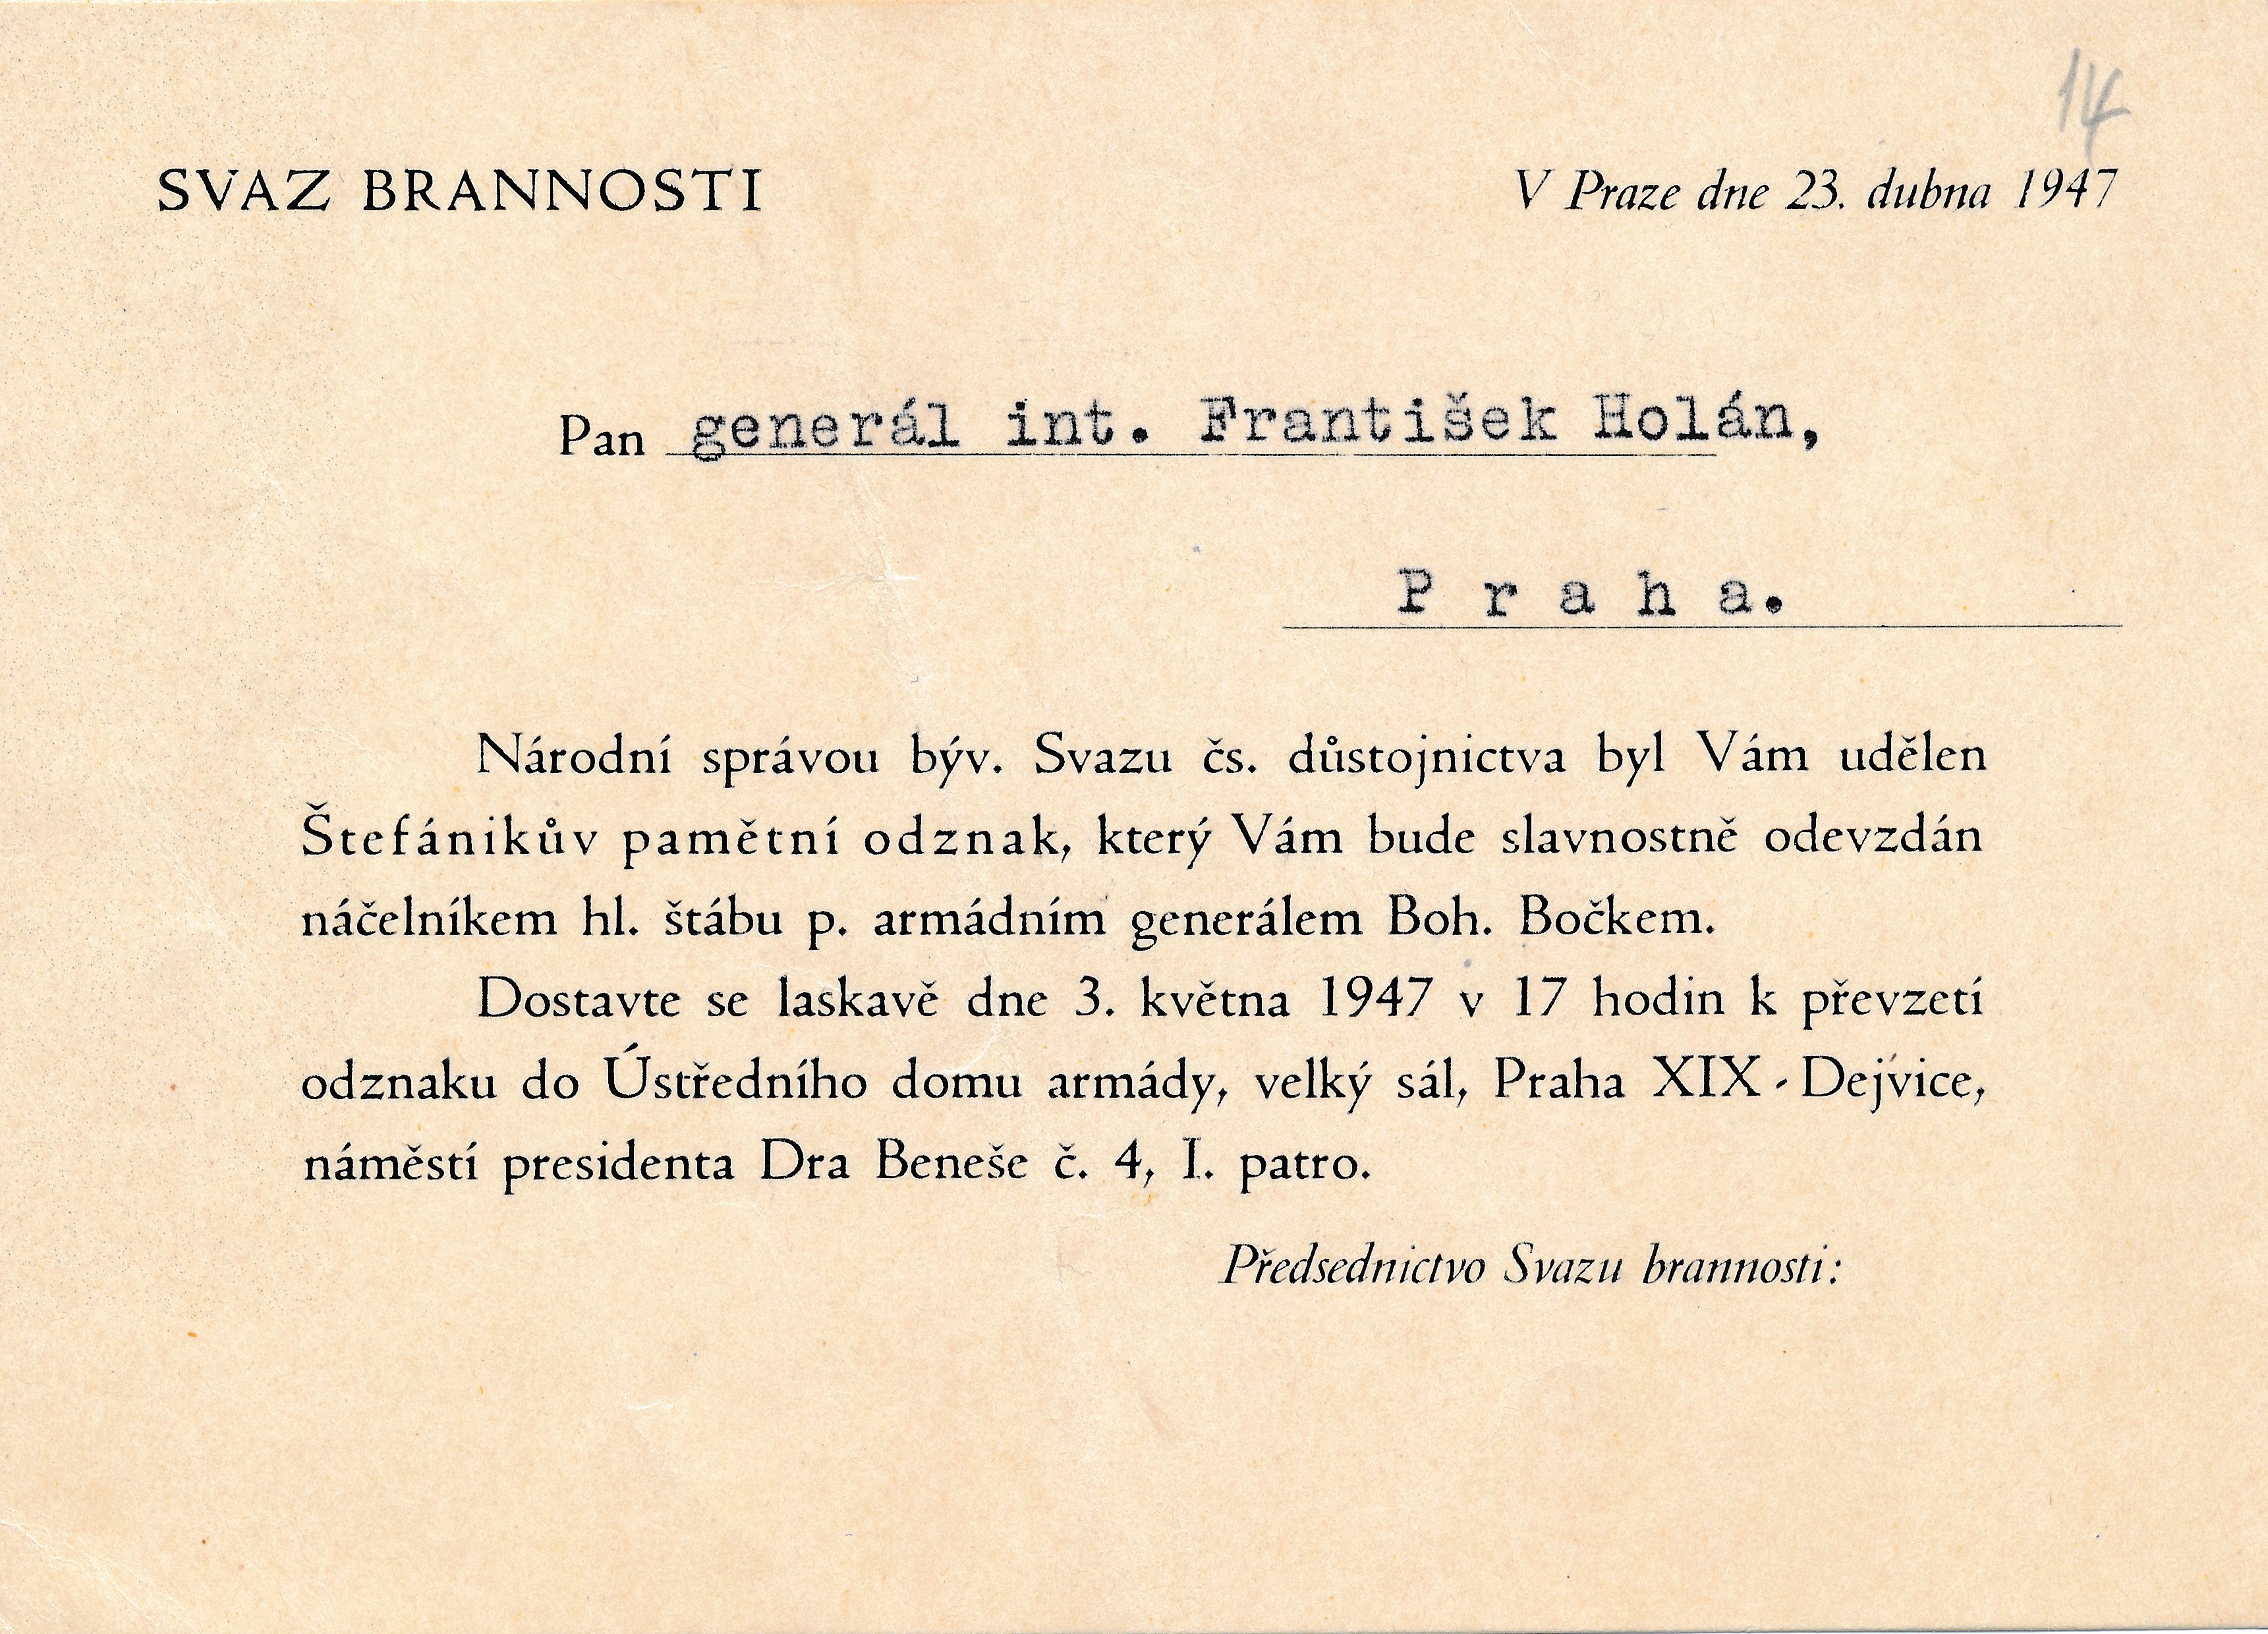 14
SVAZ BRANNOSTI
V Praze dne 23. dubna 1947
Pan generál int. František Holán,
P r a h a.
Národní správou býv. Svazu čs. důstojnictva byl Vám udělen
Štefánikův pamětní odznak, který Vám bude slavnostně odevzdán
náčelníkem hl. štábu p. armádním generálem Boh. Bočkem.
Dostavte se laskavě dne 3. května 1947 v 17 hodin k převzetí
odznaku do Ústředního domu armády, velký sál, Praha XIX - Dejvice,
náměstí presidenta Dra Beneše č. 4, I. patro.
Předsednictvo Svazu brannosti: